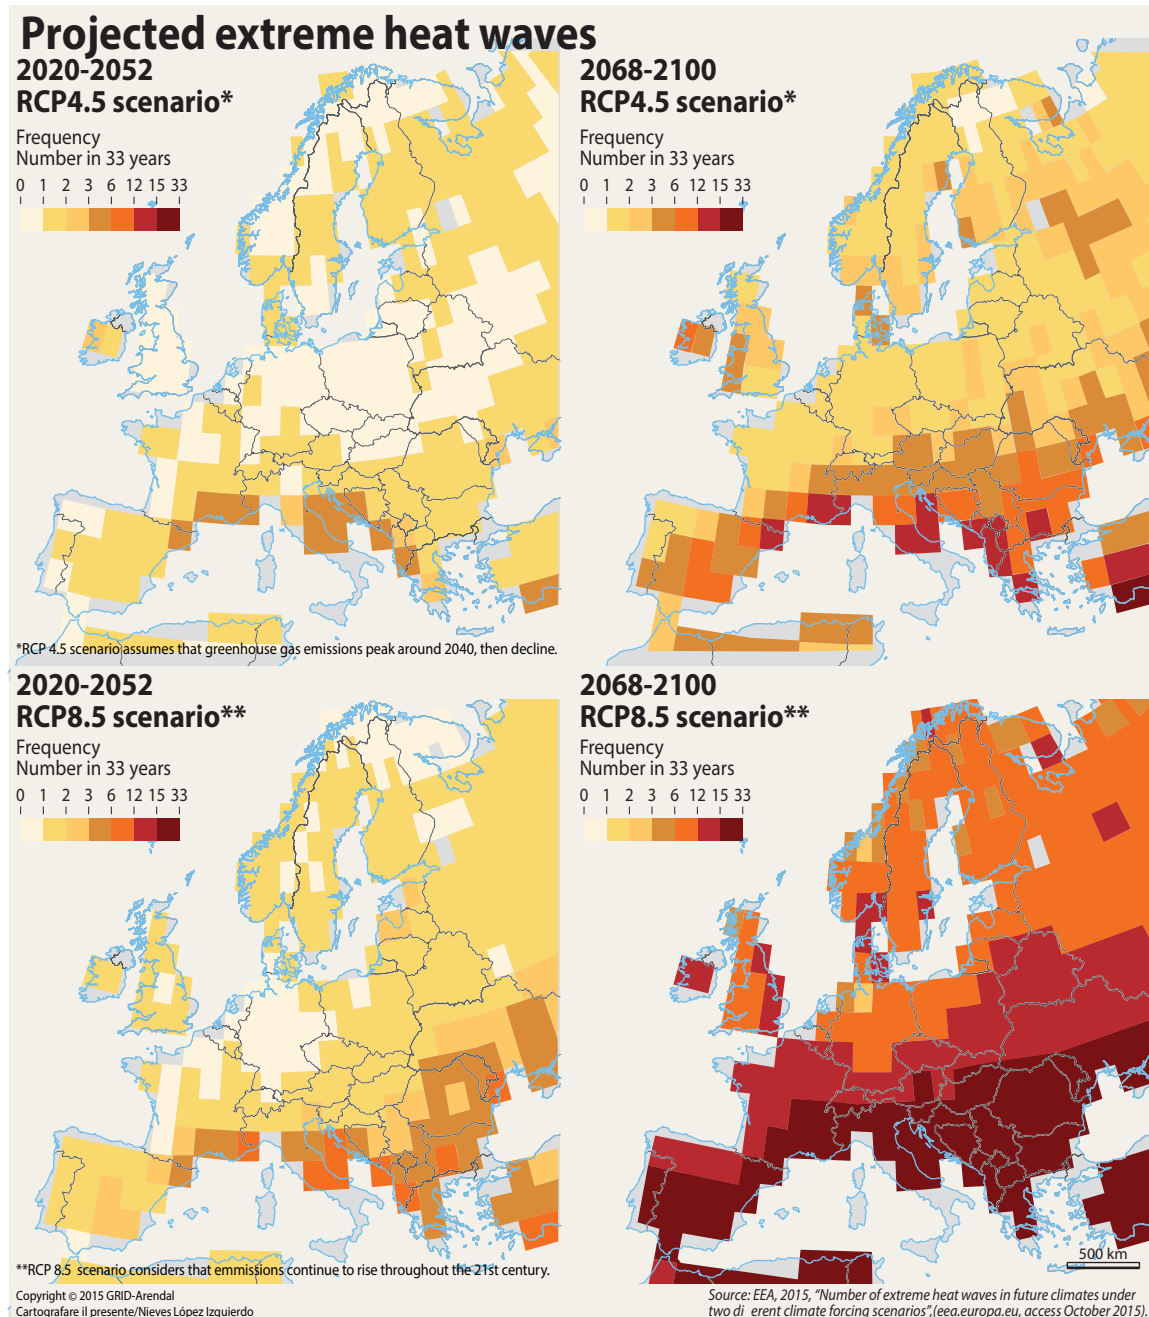 Projected extreme heat waves
2020-2052
RCP4.5 scenario*
Frequency
Number in 33 years
0 1 2 3 6 12 15 33
2068-2100
RCP4.5 scenario*
Frequency
Number in 33 years
0 1 2 3 6 12 15 33
*RCP 4.5 scenario assumes that greenhouse gas emissions peak around 2040, then decline.
2020-2052
RCP8.5 scenario**
Frequency
Number in 33 years
0 1 2 3 6 12 15 33
2068-2100
RCP8.5 scenario**
Frequency
Number in 33 years
0 1 2 3 6 12 15 33
500 km
**RCP 8.5 scenario considers that emmissions continue to rise throughout the 21st century.
Copyright © 2015 GRID-Arendal
Cartografare il presente/Nieves López Izquierdo
Source: EEA, 2015, “Number of extreme heat waves in future climates under
two di erent climate forcing scenarios”,(eea.europa.eu, access October 2015).